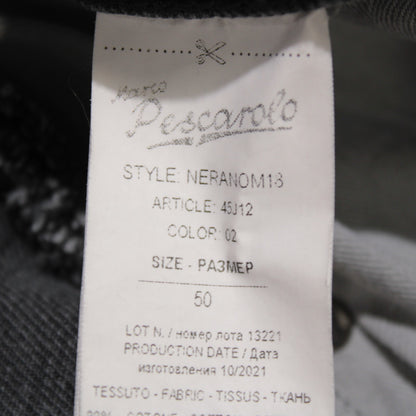 Marco
Pescarolo
STYLE: NERANOM18
ARTICLE: 45J12
COLOR: 02
SIZE - РАЗМЕР
50
LOT N. / номер лота 13221
PRODUCTION DATE / Дата
изготовления 10/2021
TESSUTO - FABRIC - TISSUS - ТКАНЬ